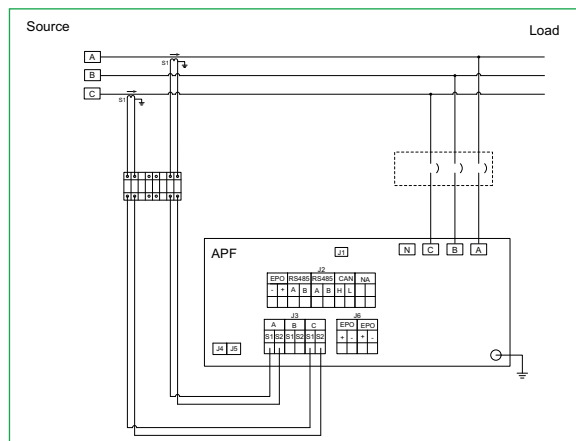 Source
Load
A
S1
B
C
S1
APF
J1
N C B A
J2
EPO RS485 RS485 CAN NA
- + A B A B H L
J3
J6
A B C
EPO EPO
S1 S2 S1 S2 S1 S2
+ - + -
J4 J5